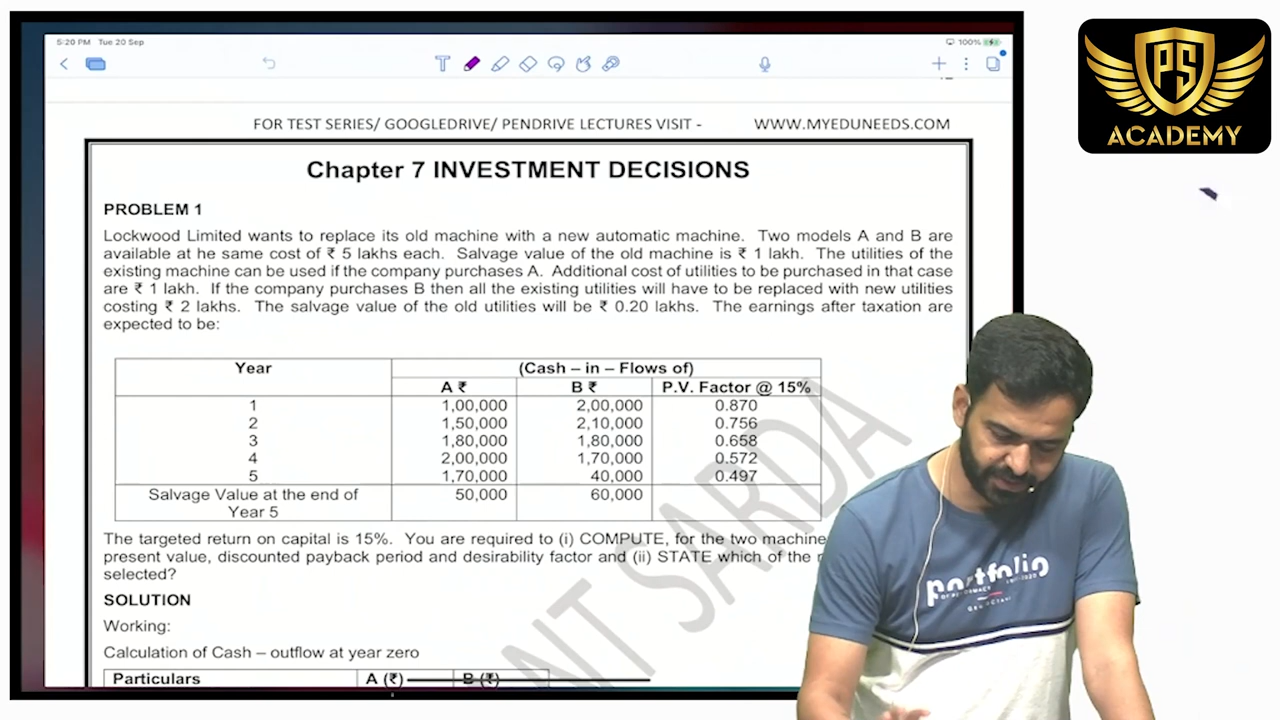 5:20 PM Tue 20 Sep
100%
PS
ACADEMY
FOR TEST SERIES/ GOOGLEDRIVE/ PENDRIVE LECTURES VISIT - WWW.MYEDUNEEDS.COM
Chapter 7 INVESTMENT DECISIONS
PROBLEM 1
Lockwood Limited wants to replace its old machine with a new automatic machine. Two models A and B are
available at he same cost of ₹ 5 lakhs each. Salvage value of the old machine is ₹ 1 lakh. The utilities of the
existing machine can be used if the company purchases A. Additional cost of utilities to be purchased in that case
are ₹ 1 lakh. If the company purchases B then all the existing utilities will have to be replaced with new utilities
costing ₹ 2 lakhs. The salvage value of the old utilities will be ₹ 0.20 lakhs. The earnings after taxation are
expected to be:
Year (Cash – in – Flows of)
A ₹ B ₹ P.V. Factor @ 15%
1 1,00,000 2,00,000 0.870
2 1,50,000 2,10,000 0.756
3 1,80,000 1,80,000 0.658
4 2,00,000 1,70,000 0.572
5 1,70,000 40,000 0.497
Salvage Value at the end of 50,000 60,000
Year 5
The targeted return on capital is 15%. You are required to (i) COMPUTE, for the two machine
present value, discounted payback period and desirability factor and (ii) STATE which of the
selected?
SOLUTION
Working:
Calculation of Cash – outflow at year zero
Particulars A (₹) B (₹)
NT SARDA
portfolio